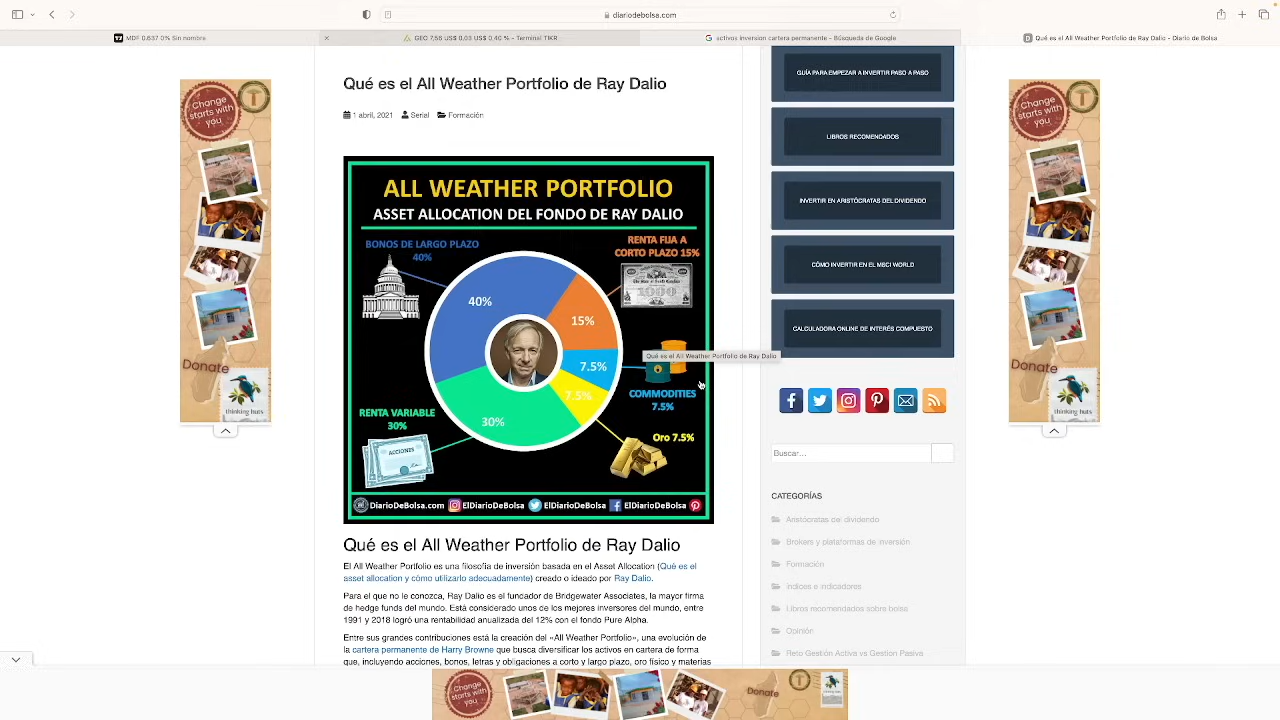 diariodebolsa.com
MDF 0.637 0% Sin nombre
GEO 7,56 US$ 0,03 US$ 0,40 % - Terminal TIKR
activos inversion cartera permanente - Búsqueda de Google
Qué es el All Weather Portfolio de Ray Dalio - Diario de Bolsa
Qué es el All Weather Portfolio de Ray Dalio
1 abril, 2021 Serial Formación
ALL WEATHER PORTFOLIO
ASSET ALLOCATION DEL FONDO DE RAY DALIO
BONOS DE LARGO PLAZO
40%
RENTA FIJA A
CORTO PLAZO 15%
40%
15%
7.5%
7.5%
30%
COMMODITIES
7.5%
RENTA VARIABLE
30%
ACCIONES
Oro 7.5%
DiarioDeBolsa.com ElDiarioDeBolsa ElDiarioDeBolsa ElDiarioDeBolsa
Qué es el All Weather Portfolio de Ray Dalio
Qué es el All Weather Portfolio de Ray Dalio
El All Weather Portfolio es una filosofía de inversión basada en el Asset Allocation (Qué es el
asset allocation y cómo utilizarlo adecuadamente) creado o ideado por Ray Dalio.
Para el que no le conozca, Ray Dalio es el fundador de Bridgewater Associates, la mayor firma
de hedge funds del mundo. Está considerado unos de los mejores inversores del mundo, entre
1991 y 2018 logró una rentabilidad anualizada del 12% con el fondo Pure Alpha.
Entre sus grandes contribuciones está la creación del «All Weather Portfolio», una evolución de
la cartera permanente de Harry Browne que busca diversificar los activos en cartera de forma
que, incluyendo acciones, bonos, letras y obligaciones a corto y largo plazo, oro físico y materias
GUÍA PARA EMPEZAR A INVERTIR PASO A PASO
LIBROS RECOMENDADOS
INVERTIR EN ARISTÓCRATAS DEL DIVIDENDO
CÓMO INVERTIR EN EL MSCI WORLD
CALCULADORA ONLINE DE INTERÉS COMPUESTO
Buscar...
CATEGORÍAS
Aristócratas del dividendo
Brokers y plataformas de inversión
Formación
Índices e indicadores
Libros recomendados sobre bolsa
Opinión
Reto Gestión Activa vs Gestion Pasiva
Change
starts with
you
Donate
thinking huts
Change
starts with
you
Donate
thinking huts
Change
starts with
you
Donate